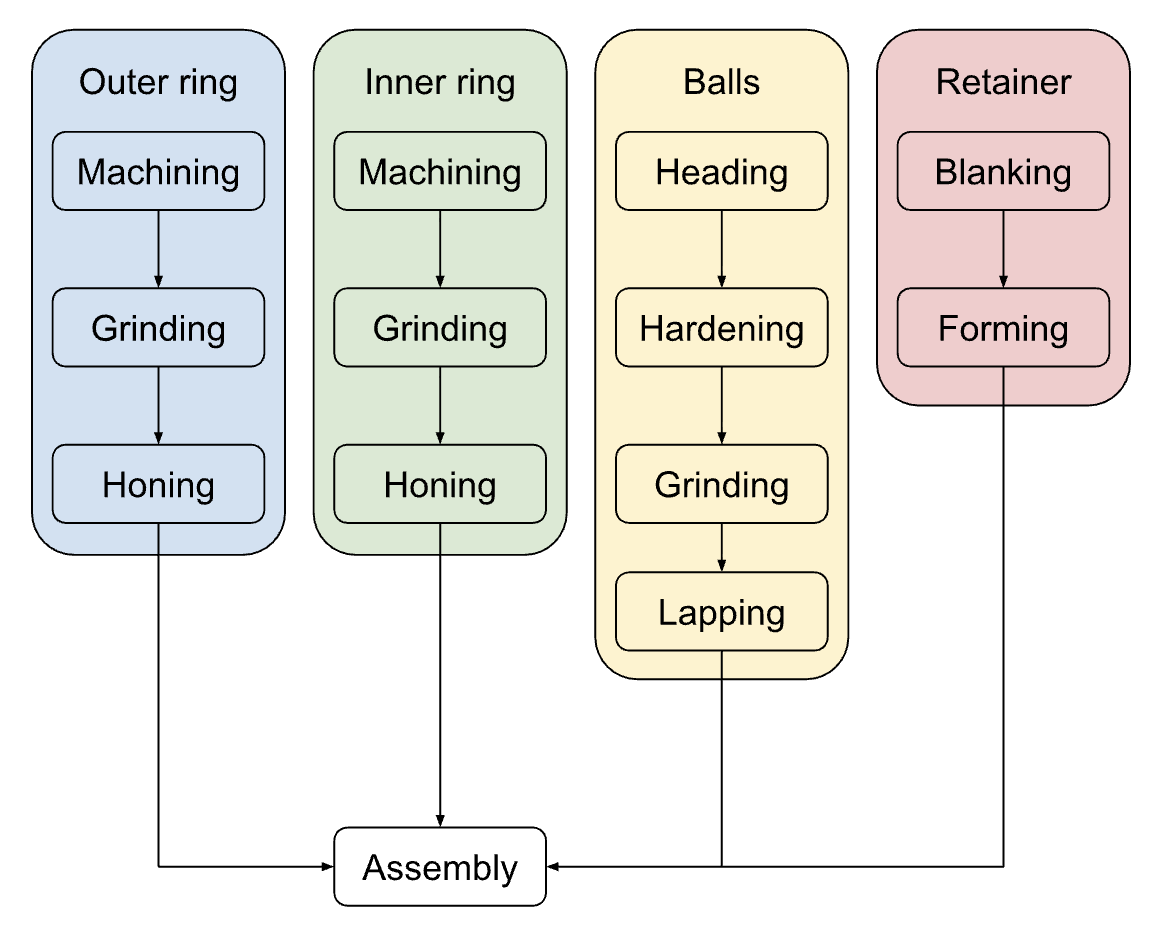 Outer ring
Machining
Grinding
Honing
Inner ring
Machining
Grinding
Honing
Balls
Heading
Hardening
Grinding
Lapping
Retainer
Blanking
Forming
Assembly